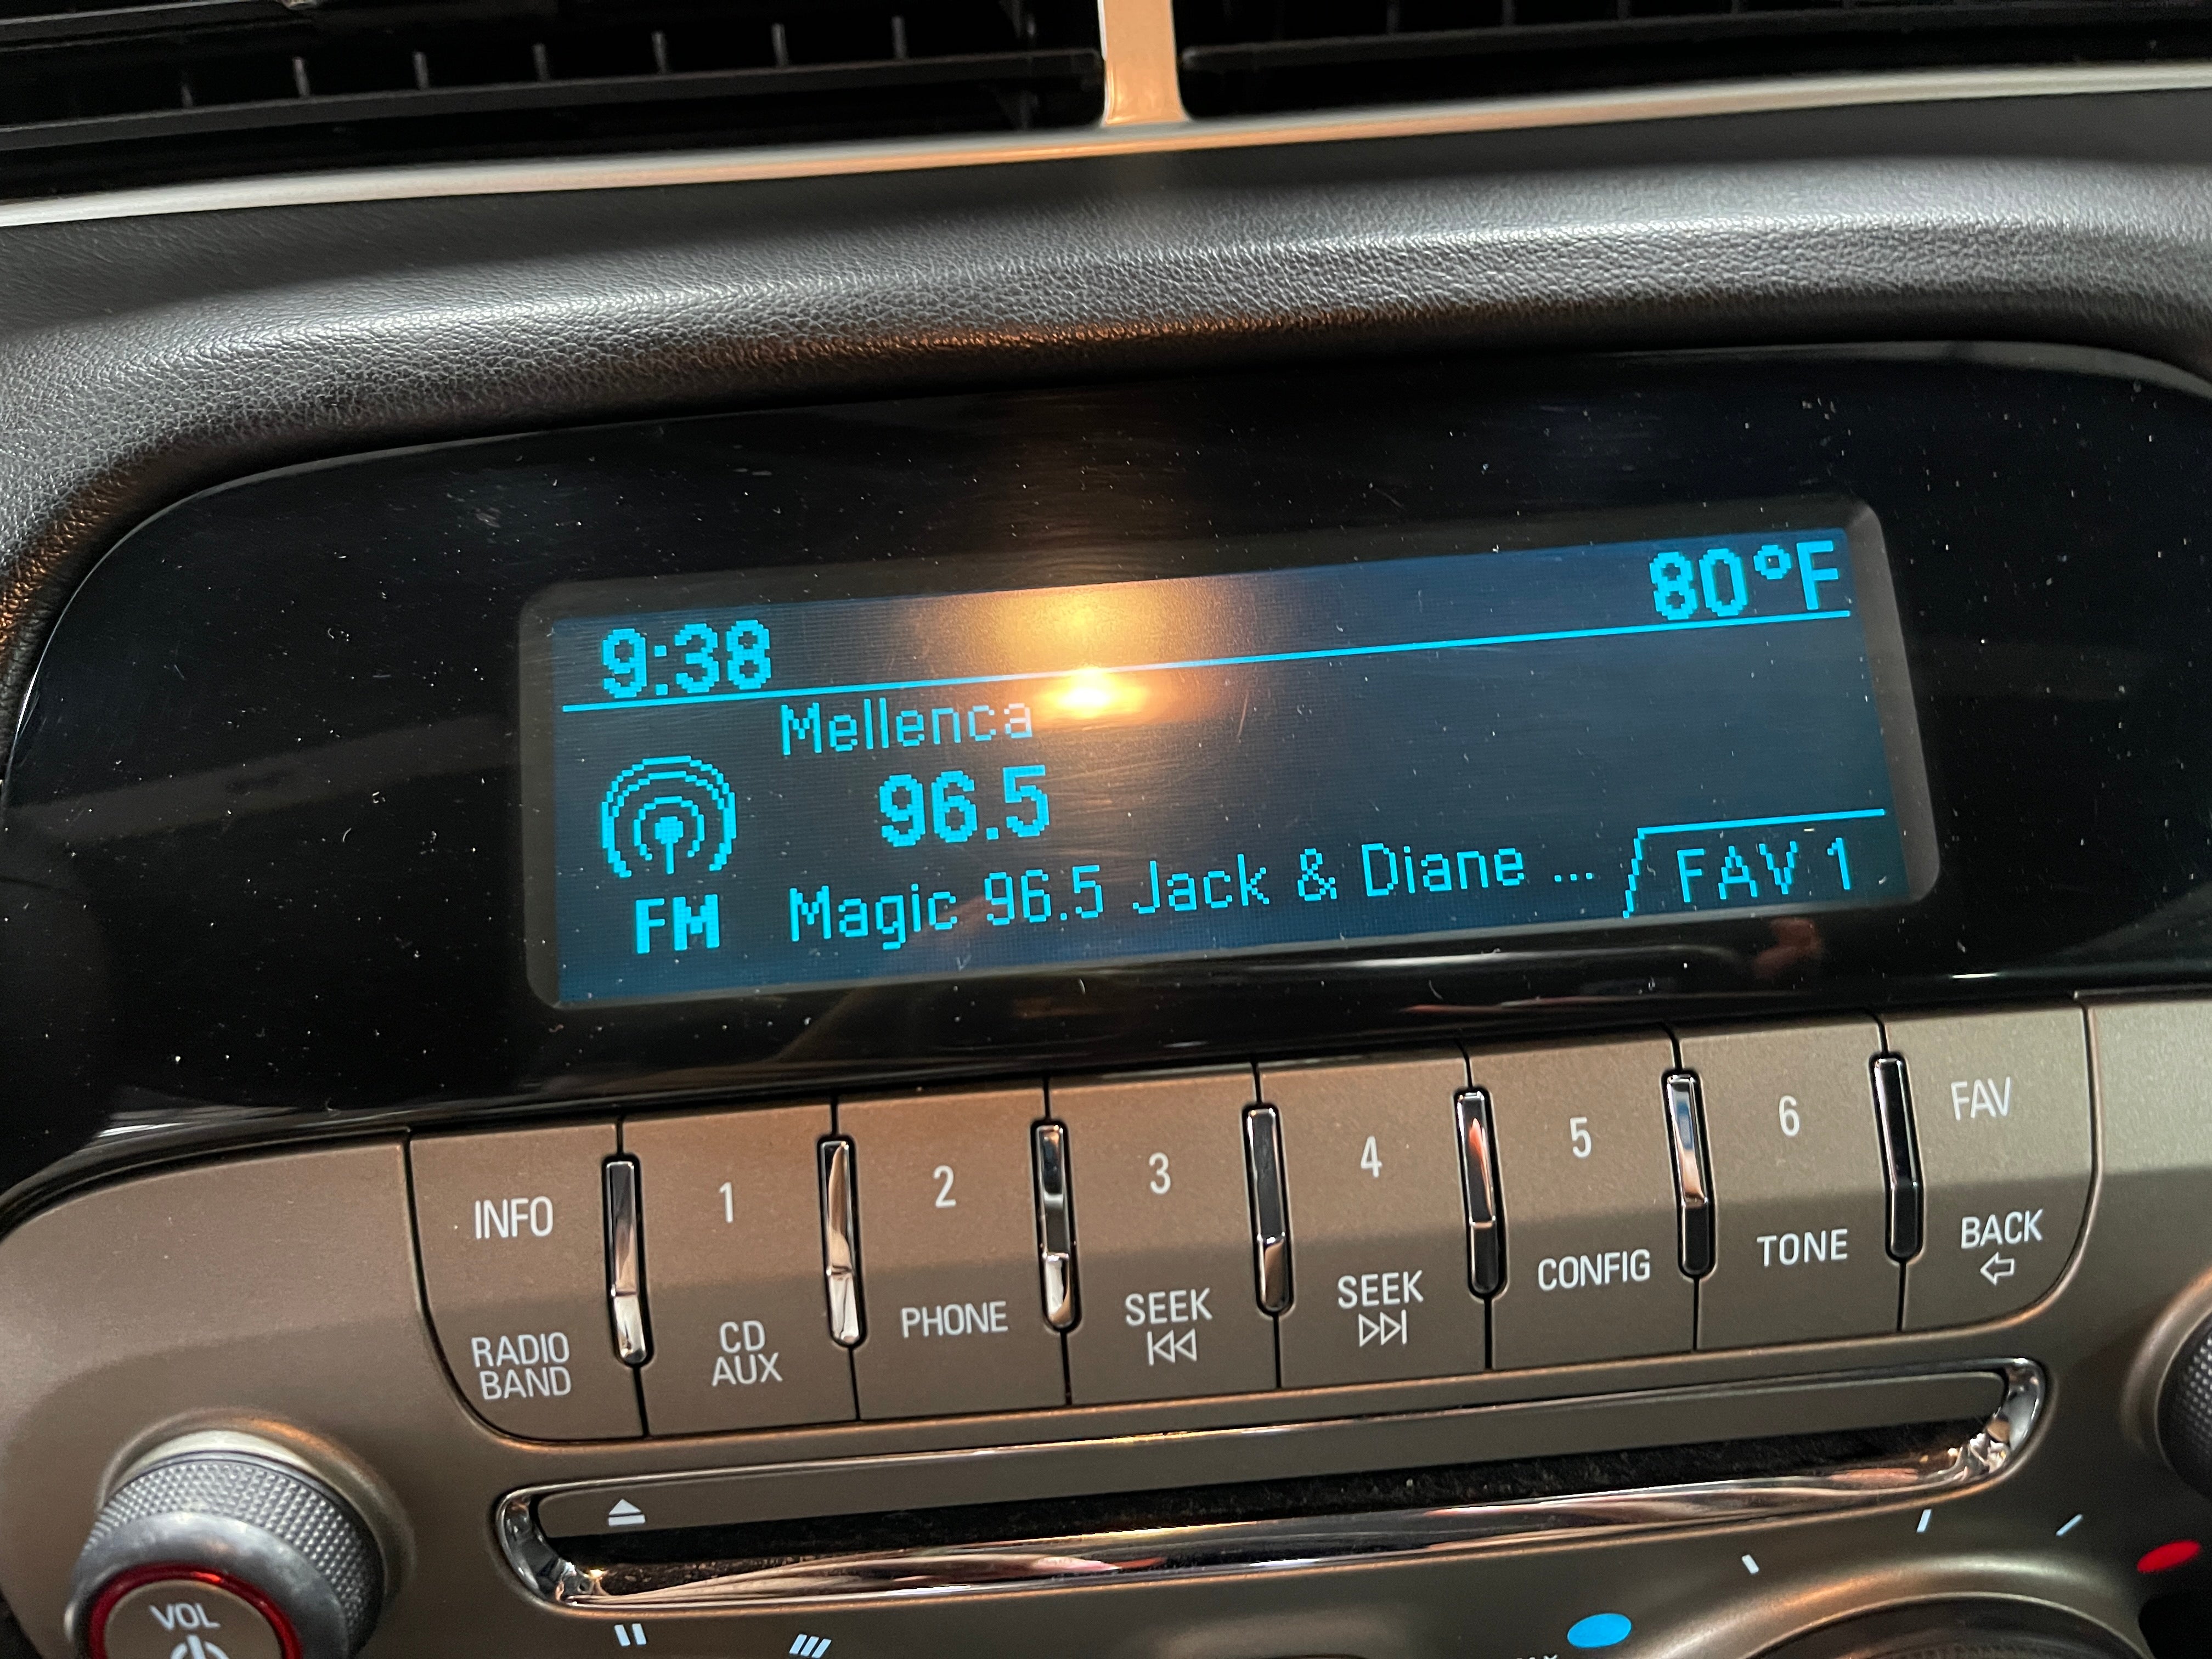 9:38 80°F
Mellenca
96.5
FM Magic 96.5 Jack & Diane ... FAV 1
INFO 1 2 3 4 5 6 FAV
RADIO BAND CD AUX PHONE SEEK SEEK CONFIG TONE BACK
VOL